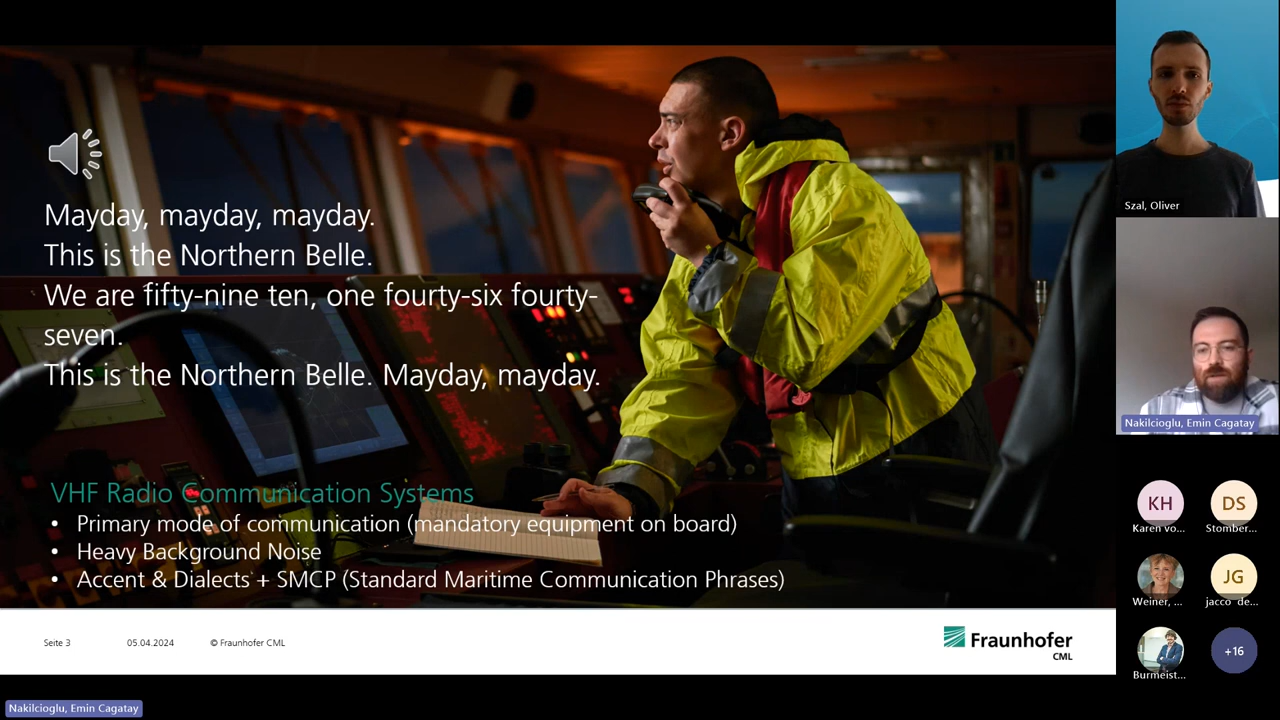 Mayday, mayday, mayday.
This is the Northern Belle.
We are fifty-nine ten, one fourty-six fourty-
seven.
This is the Northern Belle. Mayday, mayday.
VHF Radio Communication Systems
• Primary mode of communication (mandatory equipment on board)
• Heavy Background Noise
• Accent & Dialects + SMCP (Standard Maritime Communication Phrases)
Seite 3
05.04.2024
© Fraunhofer CML
Fraunhofer
CML
Nakilcioglu, Emin Cagatay
Szal, Oliver
Nakilcioglu, Emin Cagatay
KH
Karen vo...
DS
Stomber...
Weiner, ...
JG
jacco de...
Burmeist...
+16